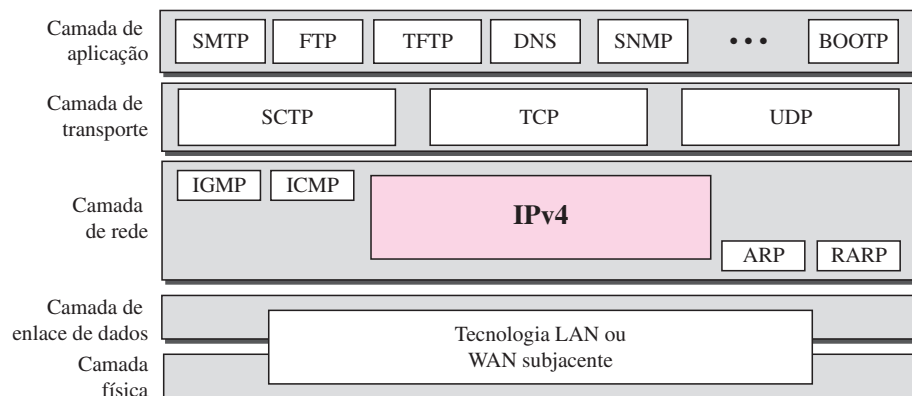 Camada de
aplicação
SMTP FTP TFTP DNS SNMP ••• BOOTP
Camada de
transporte
SCTP TCP UDP
IGMP ICMP
Camada
de rede
IPv4
ARP RARP
Camada de
enlace de dados
Tecnologia LAN ou
WAN subjacente
Camada
física